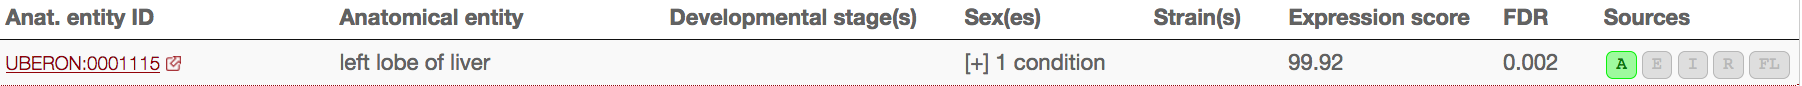 Anat. entity ID Anatomical entity Developmental stage(s) Sex(es) Strain(s) Expression score FDR Sources
UBERON:0001115 left lobe of liver [+] 1 condition 99.92 0.002 A E I R FL